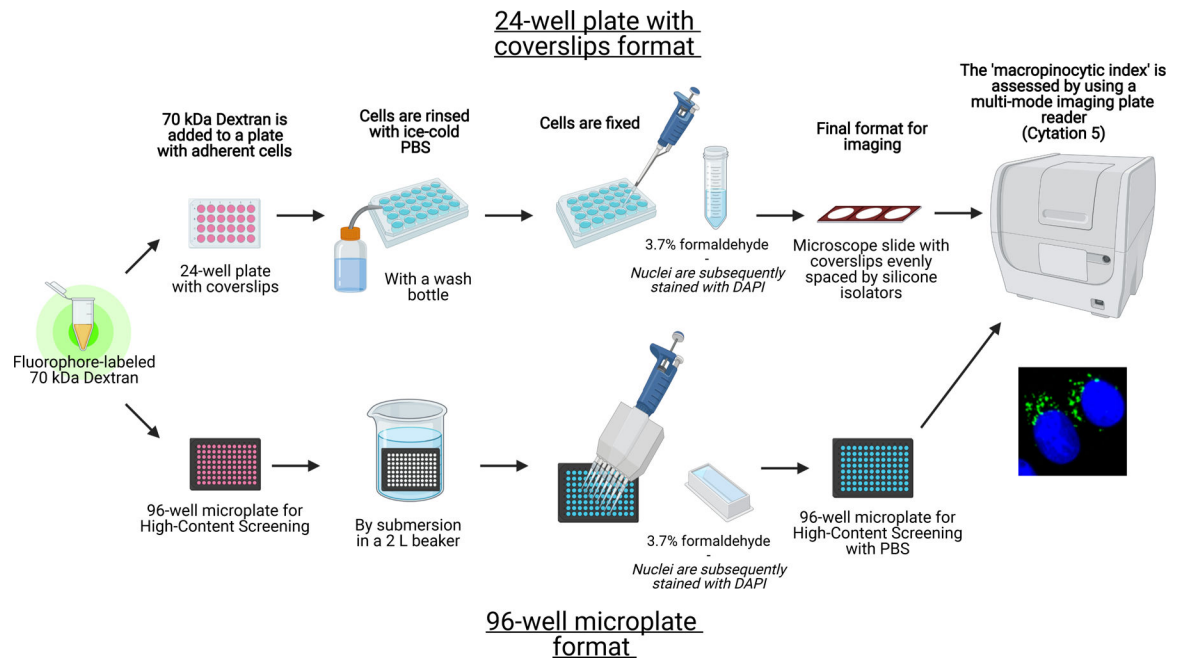 24-well plate with
coverslips format
70 kDa Dextran is
added to a plate
with adherent cells
Cells are rinsed
with ice-cold
PBS
Cells are fixed
Final format for
imaging
The 'macropinocytic index' is
assessed by using a
multi-mode imaging plate
reader
(Cytation 5)
24-well plate
with coverslips
With a wash
bottle
3.7% formaldehyde
-
Nuclei are subsequently
stained with DAPI
Microscope slide with
coverslips evenly
spaced by silicone
isolators
Fluorophore-labeled
70 kDa Dextran
96-well microplate for
High-Content Screening
By submersion
in a 2 L beaker
3.7% formaldehyde
-
Nuclei are subsequently
stained with DAPI
96-well microplate for
High-Content Screening
with PBS
96-well microplate
format